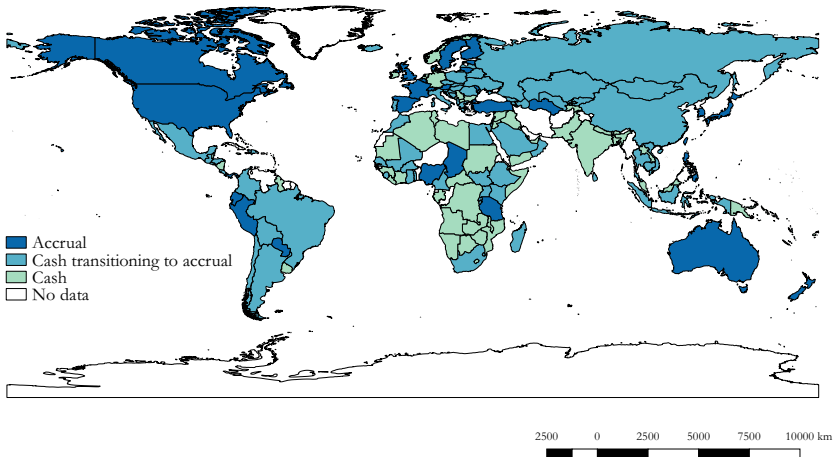 Accrual
Cash transitioning to accrual
Cash
No data
2500 0 2500 5000 7500 10000 km